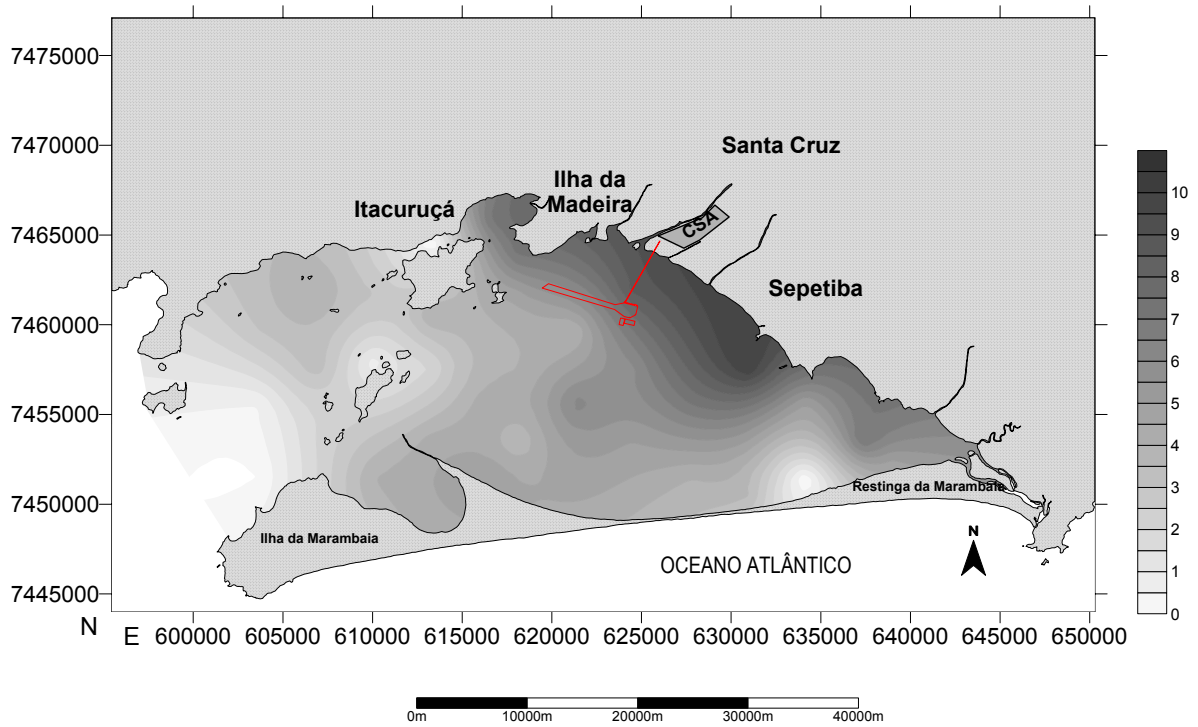 7475000
7470000
7465000
7460000
7455000
7450000
7445000
Santa Cruz
Ilha da
Madeira
Itacuruçá
CSA
Sepetiba
Restinga da Marambaia
Ilha da Marambaia
N
OCEANO ATLÂNTICO
10
9
8
7
6
5
4
3
2
1
0
N
E
600000 605000 610000 615000 620000 625000 630000 635000 640000 645000 650000
0m 10000m 20000m 30000m 40000m